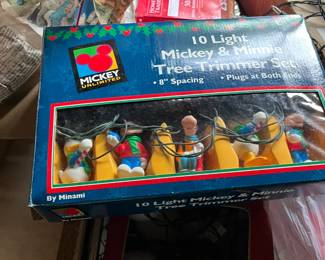 10 Light
Mickey & Minnie
Tree Trimmer Set
• 8" Spacing • Plugs at Both Ends
MICKEY
UNLIMITED
By Minami
10 Light Mickey & Minnie
Tree Trimmer Set